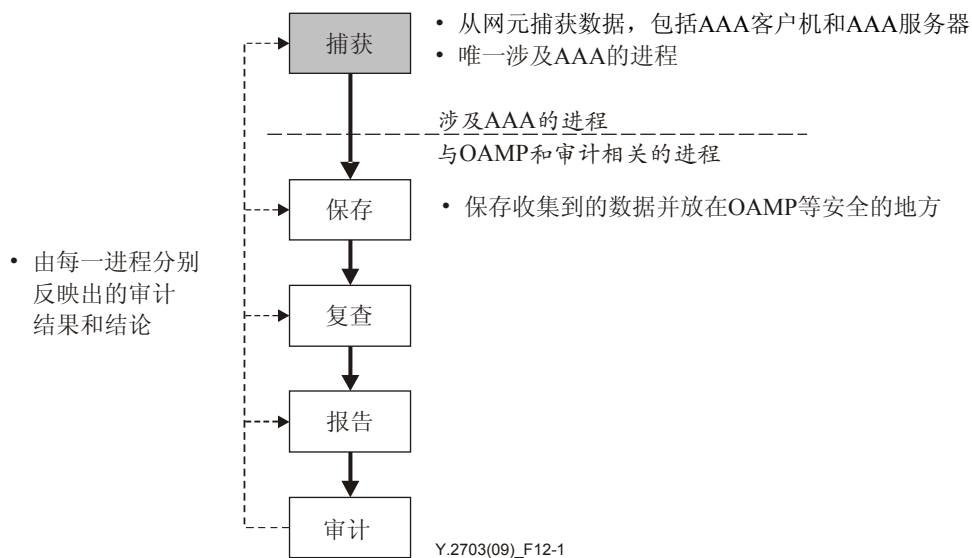 捕获
• 从网元捕获数据，包括AAA客户机和AAA服务器
• 唯一涉及AAA的进程
涉及AAA的进程
与OAMP和审计相关的进程
保存
• 保存收集到的数据并放在OAMP等安全的地方
• 由每一进程分别
反映出的审计
结果和结论
复查
报告
审计
Y.2703(09)_F12-1